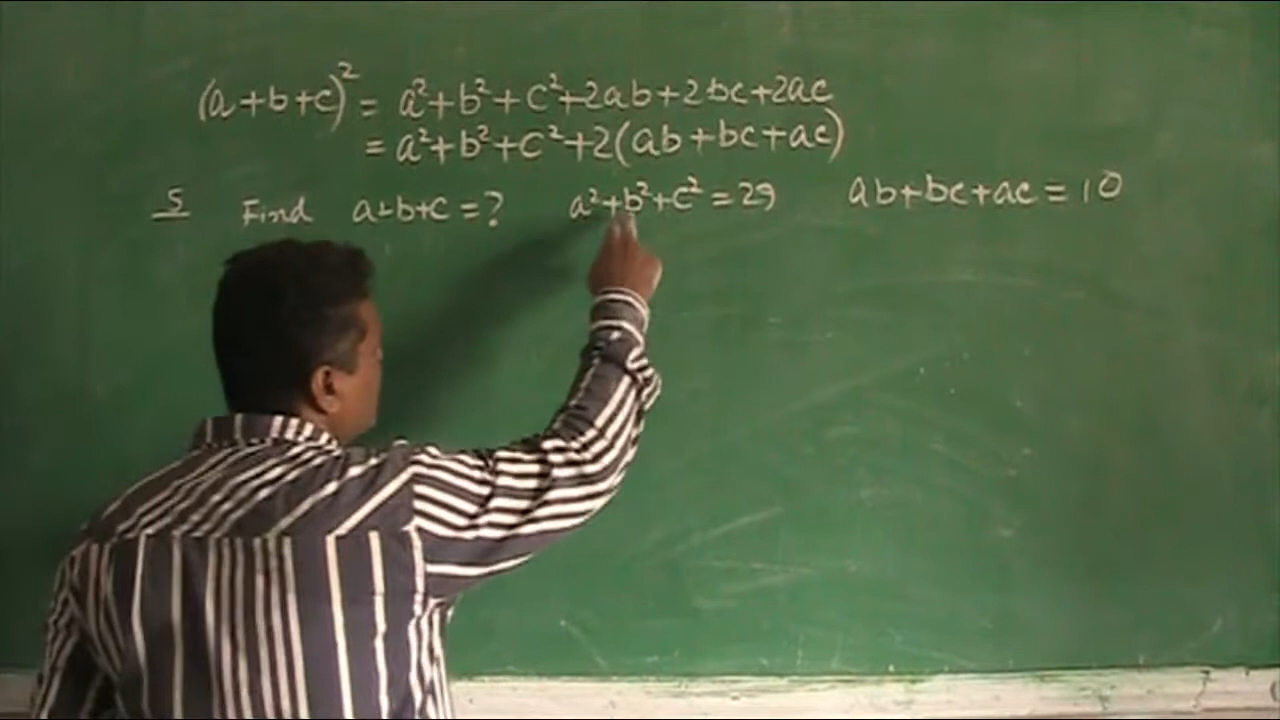 (a+b+c)² = a²+b²+c²+2ab+2bc+2ac
= a²+b²+c²+2(ab+bc+ac)
5 Find a+b+c=? a²+b²+c²=29 ab+bc+ac=10